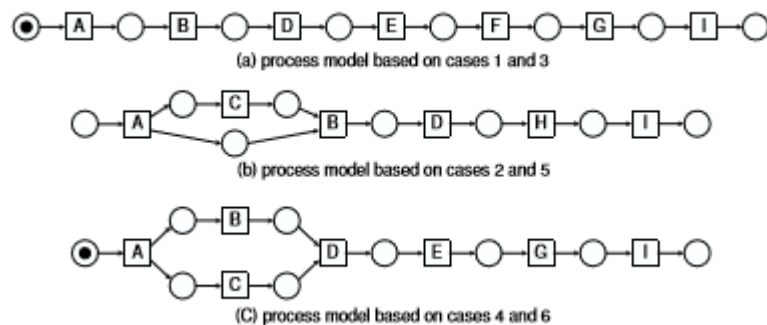 A B D E F G I
(a) process model based on cases 1 and 3
C
A B D H I
(b) process model based on cases 2 and 5
B
A D E G I
C
(C) process model based on cases 4 and 6